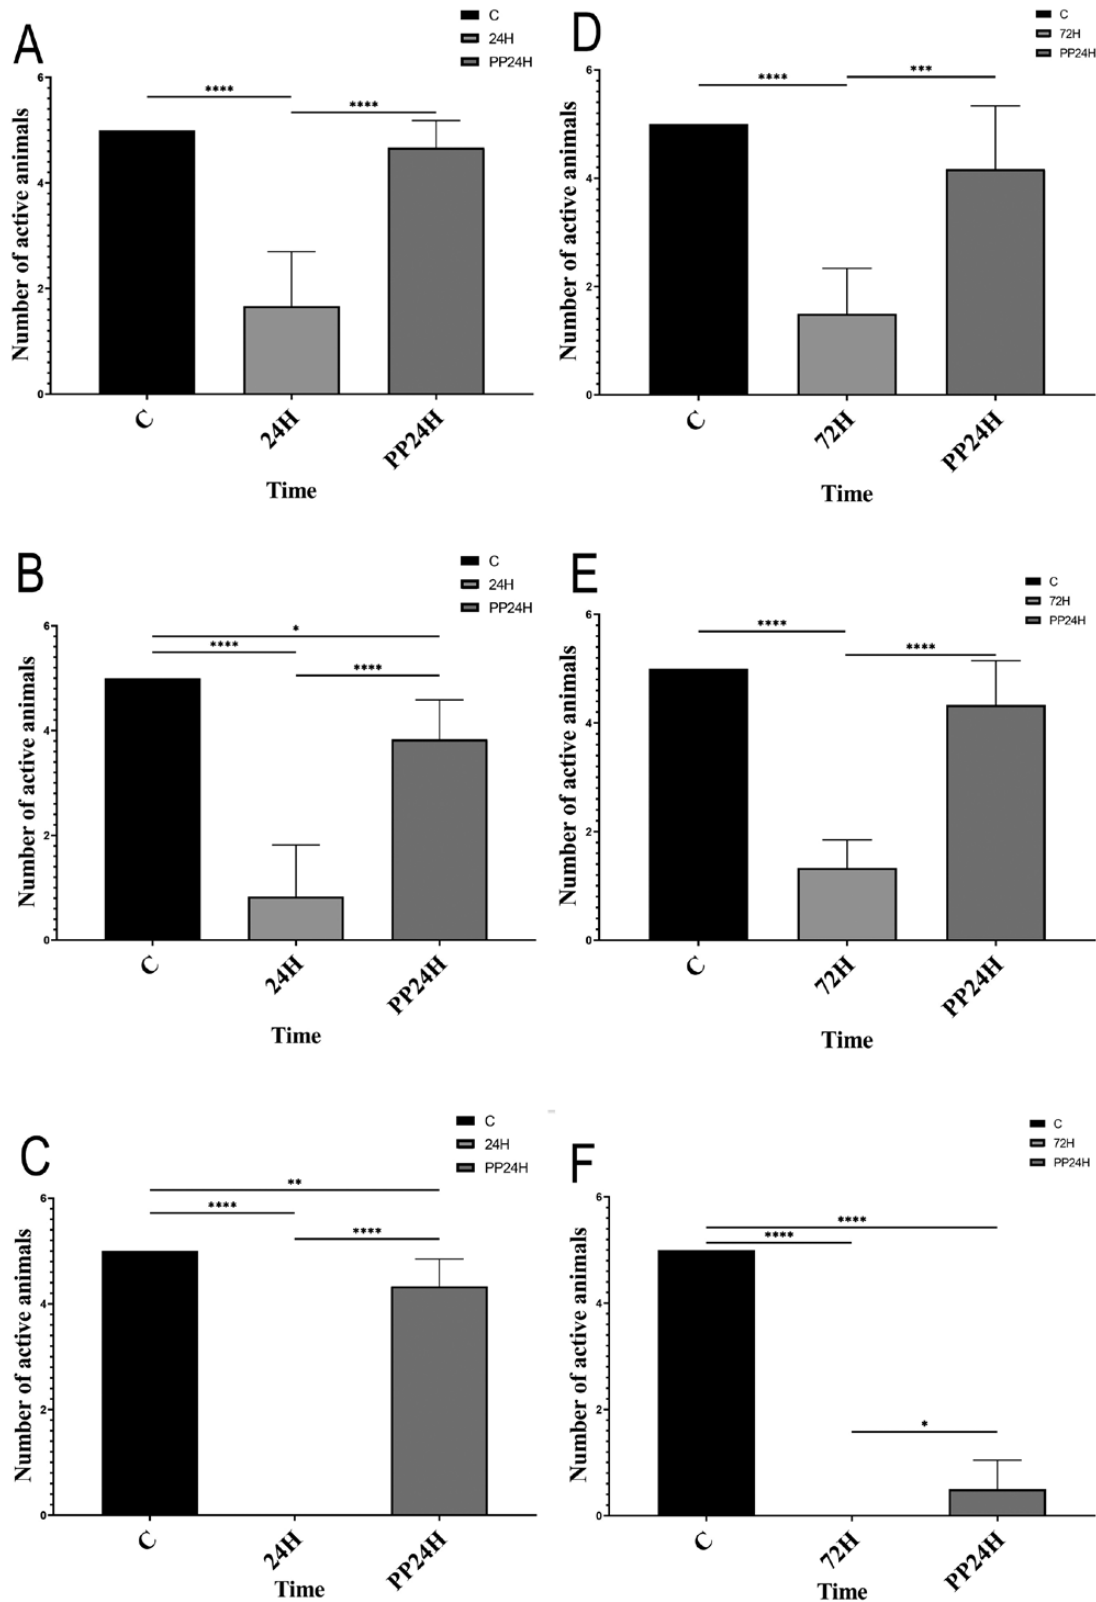 A
C
24H
PP24H
6
4
2
0
****
****
Number of active animals
C
24H
PP24H
Time
D
C
72H
PP24H
6
4
2
0
****
***
Number of active animals
C
72H
PP24H
Time
B
C
24H
PP24H
6
4
2
0
*
****
****
Number of active animals
C
24H
PP24H
Time
E
C
72H
PP24H
6
4
2
0
****
****
Number of active animals
C
72H
PP24H
Time
C
C
24H
PP24H
6
4
2
0
**
****
****
Number of active animals
C
24H
PP24H
Time
F
C
72H
PP24H
6
4
2
0
****
****
*
Number of active animals
C
72H
PP24H
Time